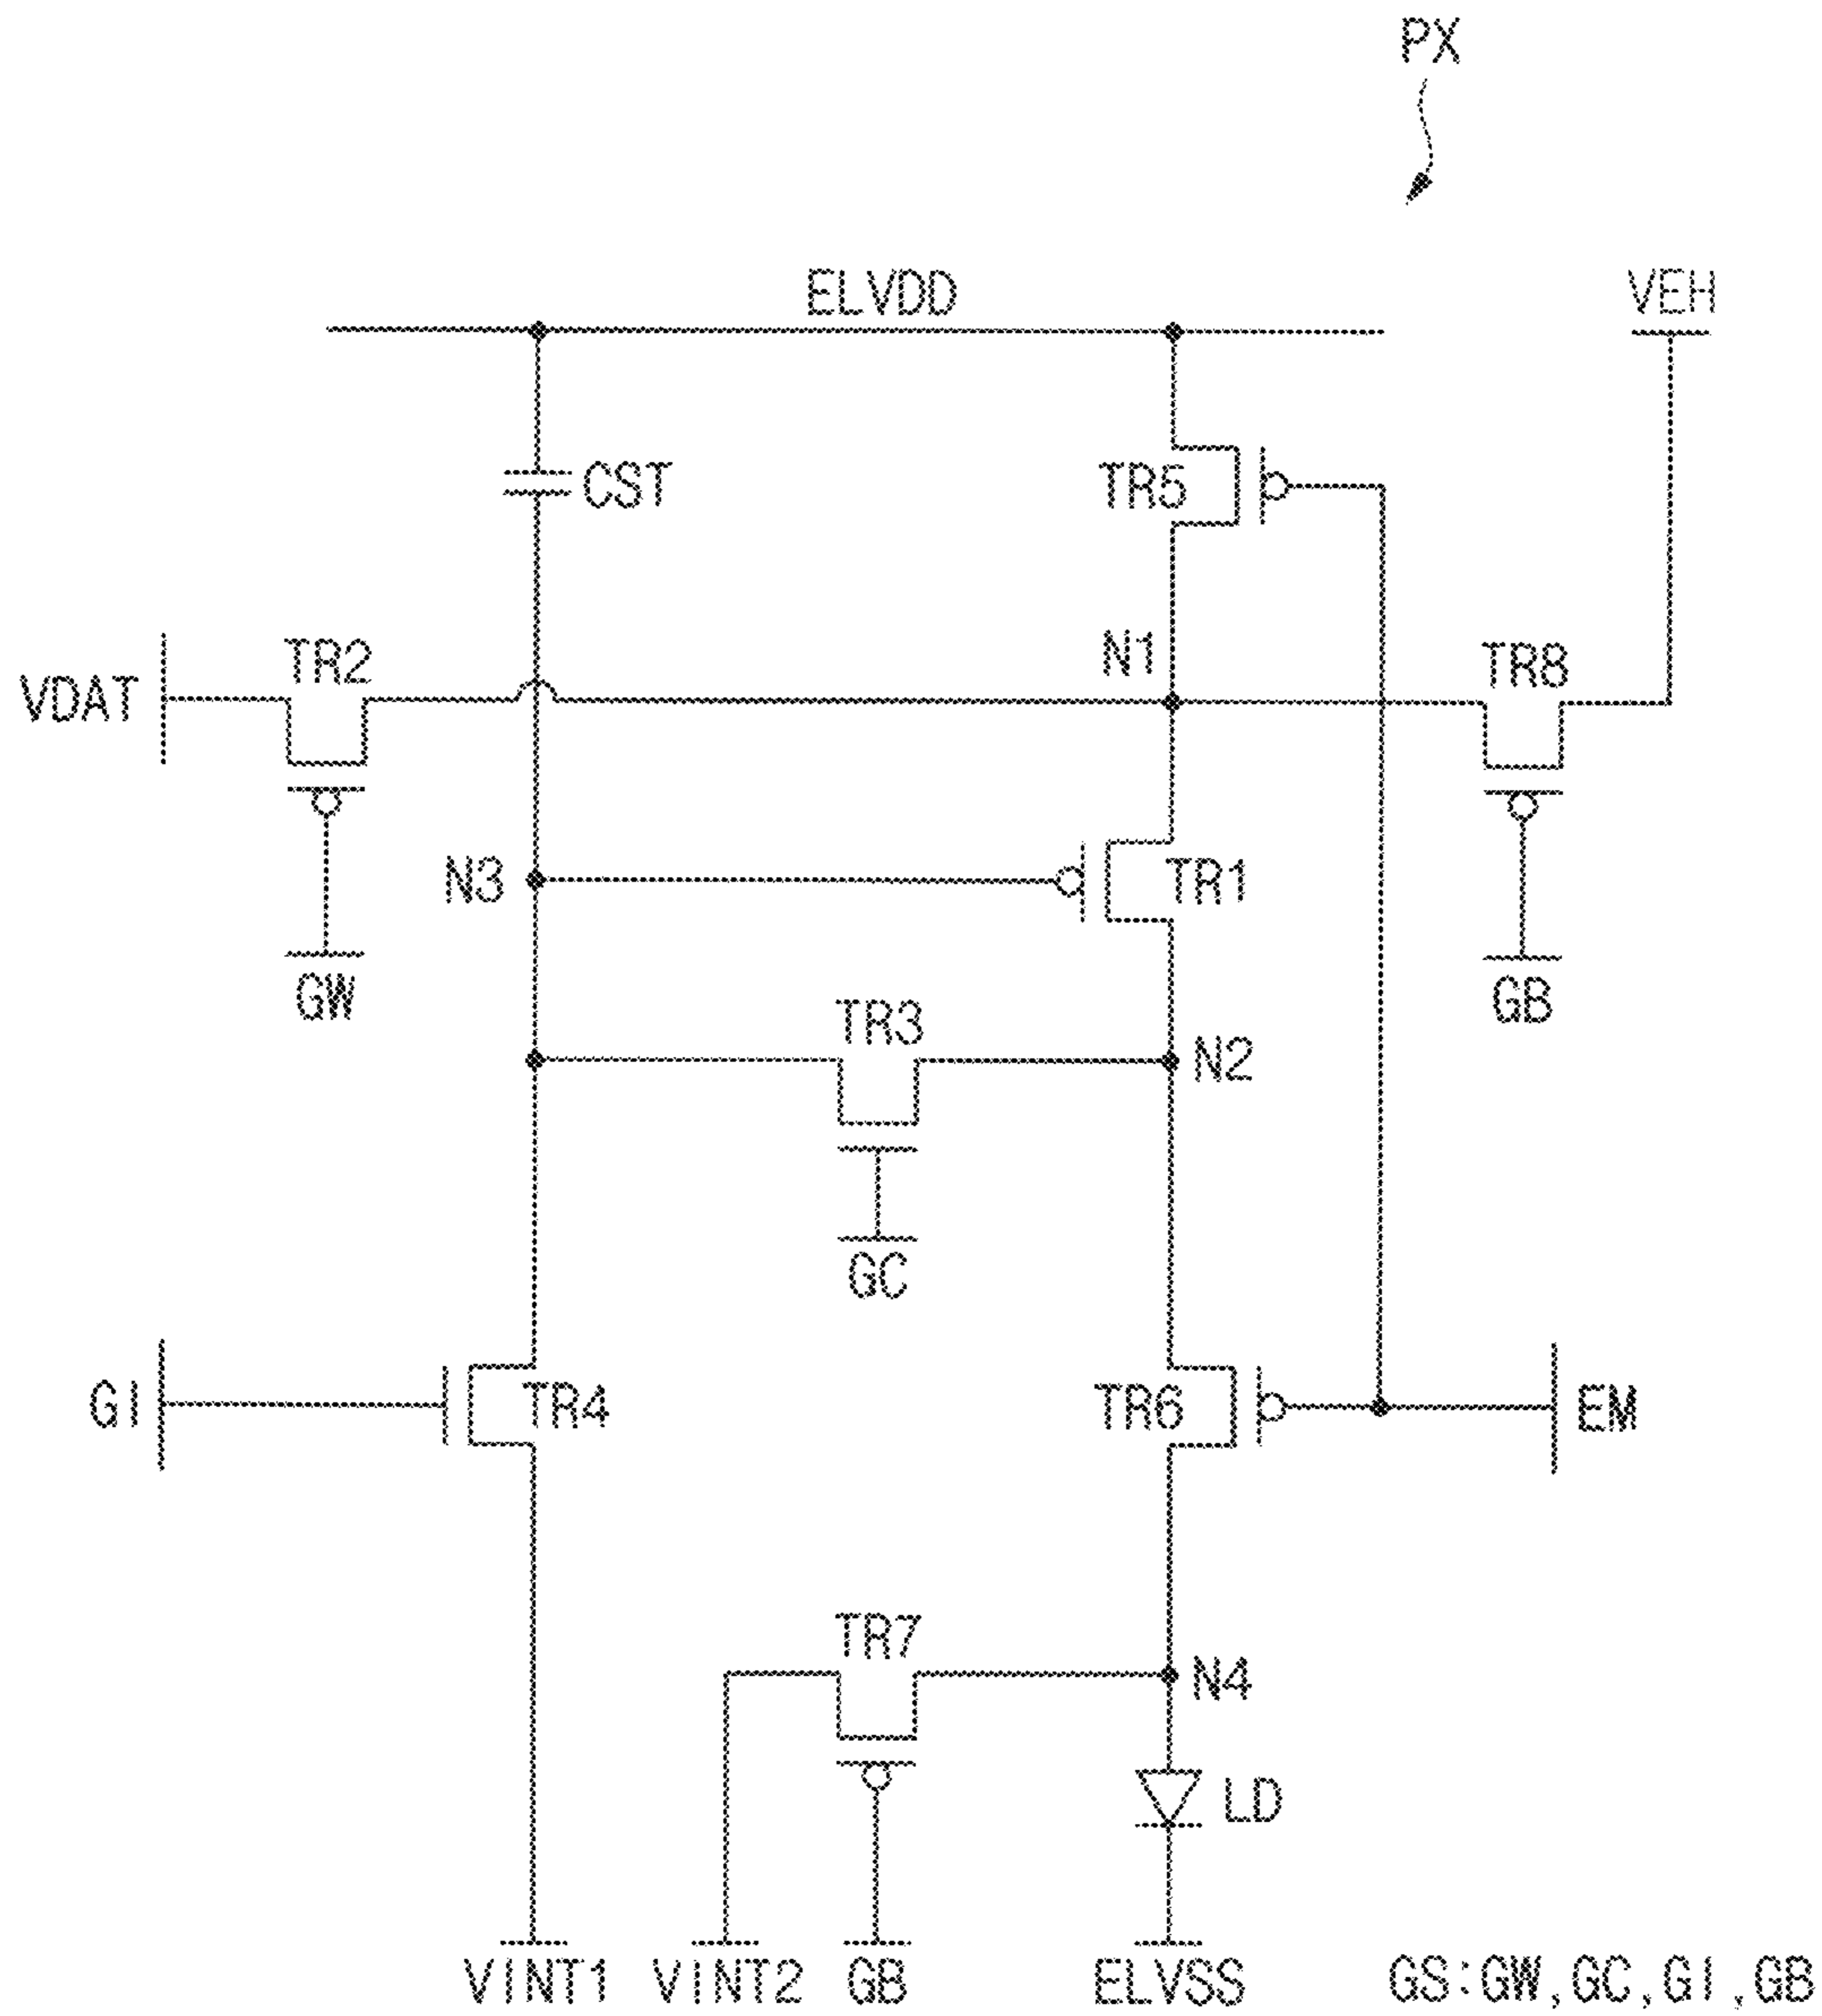 PX
ELVDD
VEH
CST
TR5
TR2
N1
TR8
VDAT
N3
TR1
GW
TR3
GB
N2
GC
GI
TR4
TR6
EM
TR7
N4
LD
VINT1
VINT2
GB
ELVSS
GS:GW,GC,GI,GB